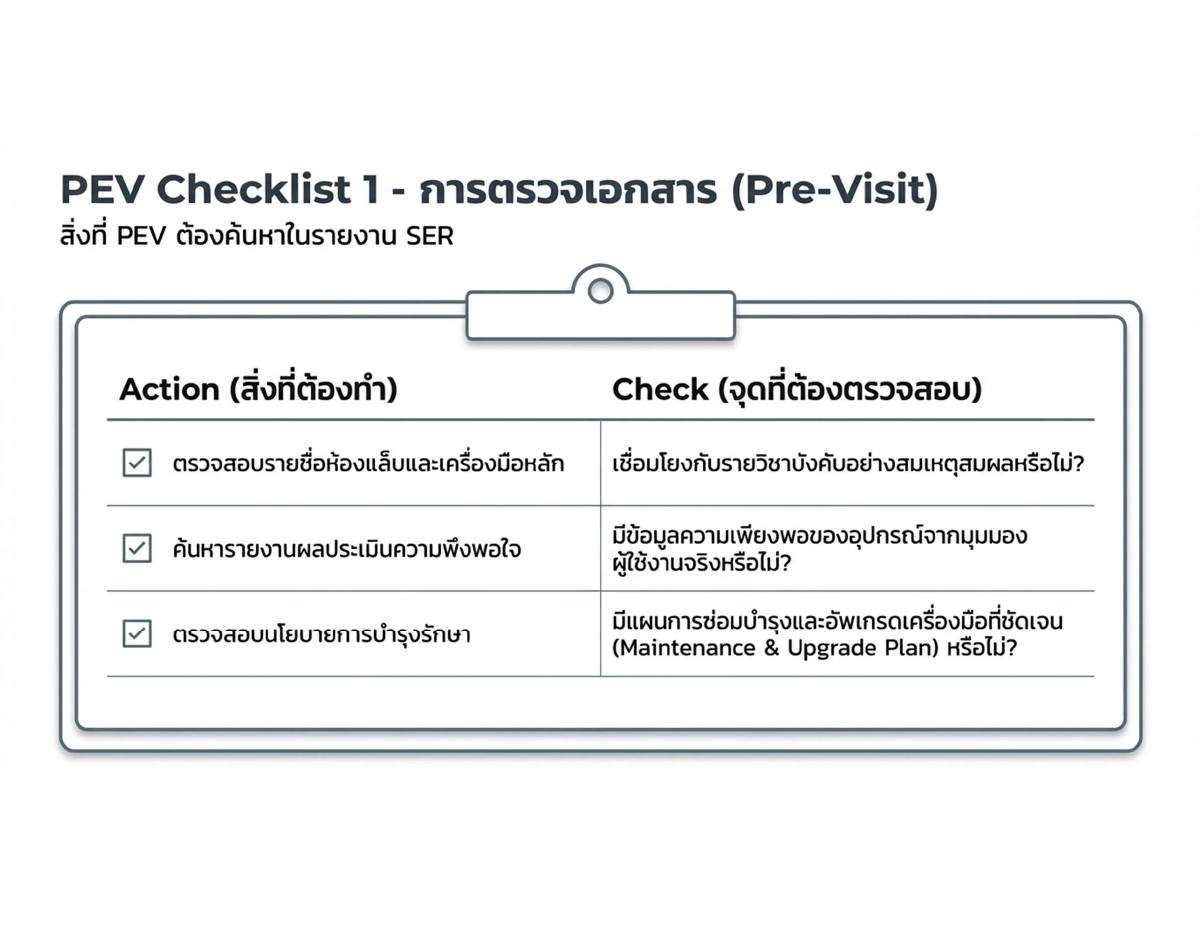 PEV Checklist 1 - การตรวจเอกสาร (Pre-Visit)
สิ่งที่ PEV ต้องค้นหาในรายงาน SER
Action (สิ่งที่ต้องทำ)
Check (จุดที่ต้องตรวจสอบ)
ตรวจสอบรายชื่อห้องแล็บและเครื่องมือหลัก
เชื่อมโยงกับรายวิชาบังคับอย่างสมเหตุสมผลหรือไม่?
ค้นหารายงานผลประเมินความพึงพอใจ
มีข้อมูลความเพียงพอของอุปกรณ์จากมุมมอง
ผู้ใช้งานจริงหรือไม่?
ตรวจสอบนโยบายการบำรุงรักษา
มีแผนการซ่อมบำรุงและอัพเกรดเครื่องมือที่ชัดเจน
(Maintenance & Upgrade Plan) หรือไม่?